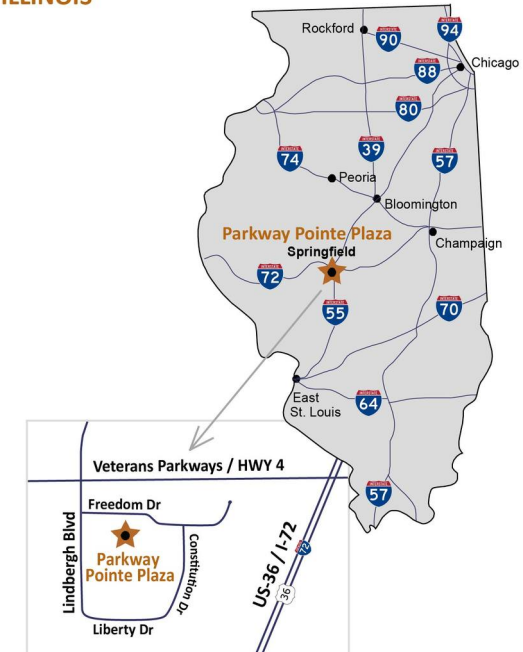 ILLINOIS
Rockford
90
94
Chicago
88
80
74
39
57
Peoria
Bloomington
Parkway Pointe Plaza
Springfield
Champaign
72
55
70
East
St. Louis
64
57
Veterans Parkways / HWY 4
Freedom Dr
Lindbergh Blvd
Parkway
Pointe Plaza
Constitution Dr
Liberty Dr
US-36 / I-72
72
36